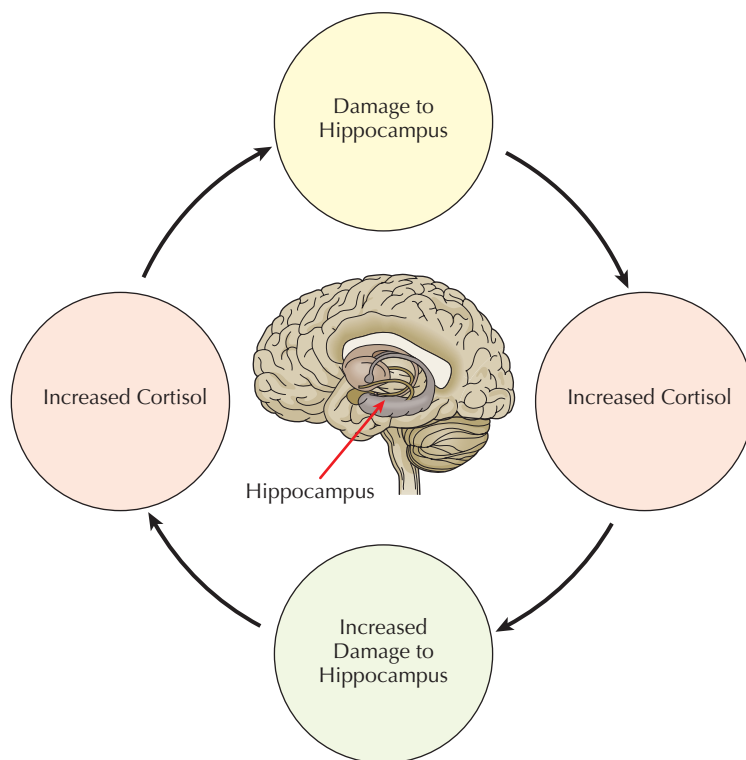 Damage to
Hippocampus
Increased Cortisol
Increased Cortisol
Hippocampus
Increased
Damage to
Hippocampus